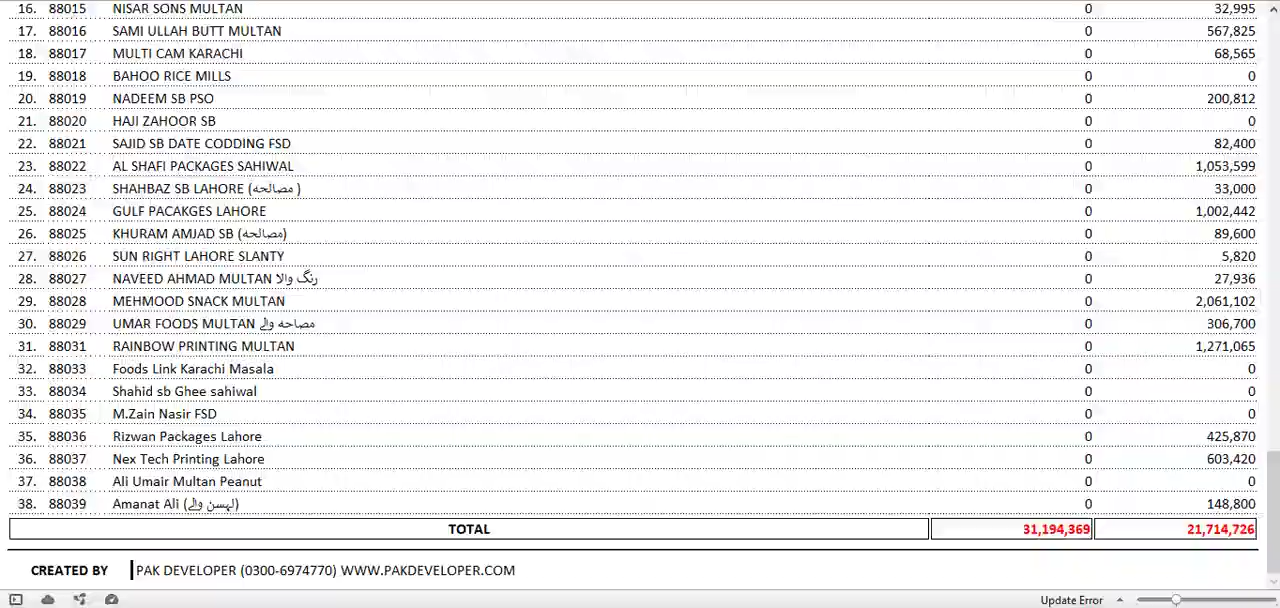 16. 88015 NISAR SONS MULTAN 0 32,995
17. 88016 SAMI ULLAH BUTT MULTAN 0 567,825
18. 88017 MULTI CAM KARACHI 0 68,565
19. 88018 BAHOO RICE MILLS 0 0
20. 88019 NADEEM SB PSO 0 200,812
21. 88020 HAJI ZAHOOR SB 0 0
22. 88021 SAJID SB DATE CODDING FSD 0 82,400
23. 88022 AL SHAFI PACKAGES SAHIWAL 0 1,053,599
24. 88023 SHAHBAZ SB LAHORE (مصالحہ ) 0 33,000
25. 88024 GULF PACAKGES LAHORE 0 1,002,442
26. 88025 KHURAM AMJAD SB (مصالحہ) 0 89,600
27. 88026 SUN RIGHT LAHORE SLANTY 0 5,820
28. 88027 NAVEED AHMAD MULTAN رنگ والا 0 27,936
29. 88028 MEHMOOD SNACK MULTAN 0 2,061,102
30. 88029 UMAR FOODS MULTAN مصاحہ والے 0 306,700
31. 88031 RAINBOW PRINTING MULTAN 0 1,271,065
32. 88033 Foods Link Karachi Masala 0 0
33. 88034 Shahid sb Ghee sahiwal 0 0
34. 88035 M.Zain Nasir FSD 0 0
35. 88036 Rizwan Packages Lahore 0 425,870
36. 88037 Nex Tech Printing Lahore 0 603,420
37. 88038 Ali Umair Multan Peanut 0 0
38. 88039 Amanat Ali (لہسن والے) 0 148,800
TOTAL 31,194,369 21,714,726
CREATED BY PAK DEVELOPER (0300-6974770) WWW.PAKDEVELOPER.COM
Update Error